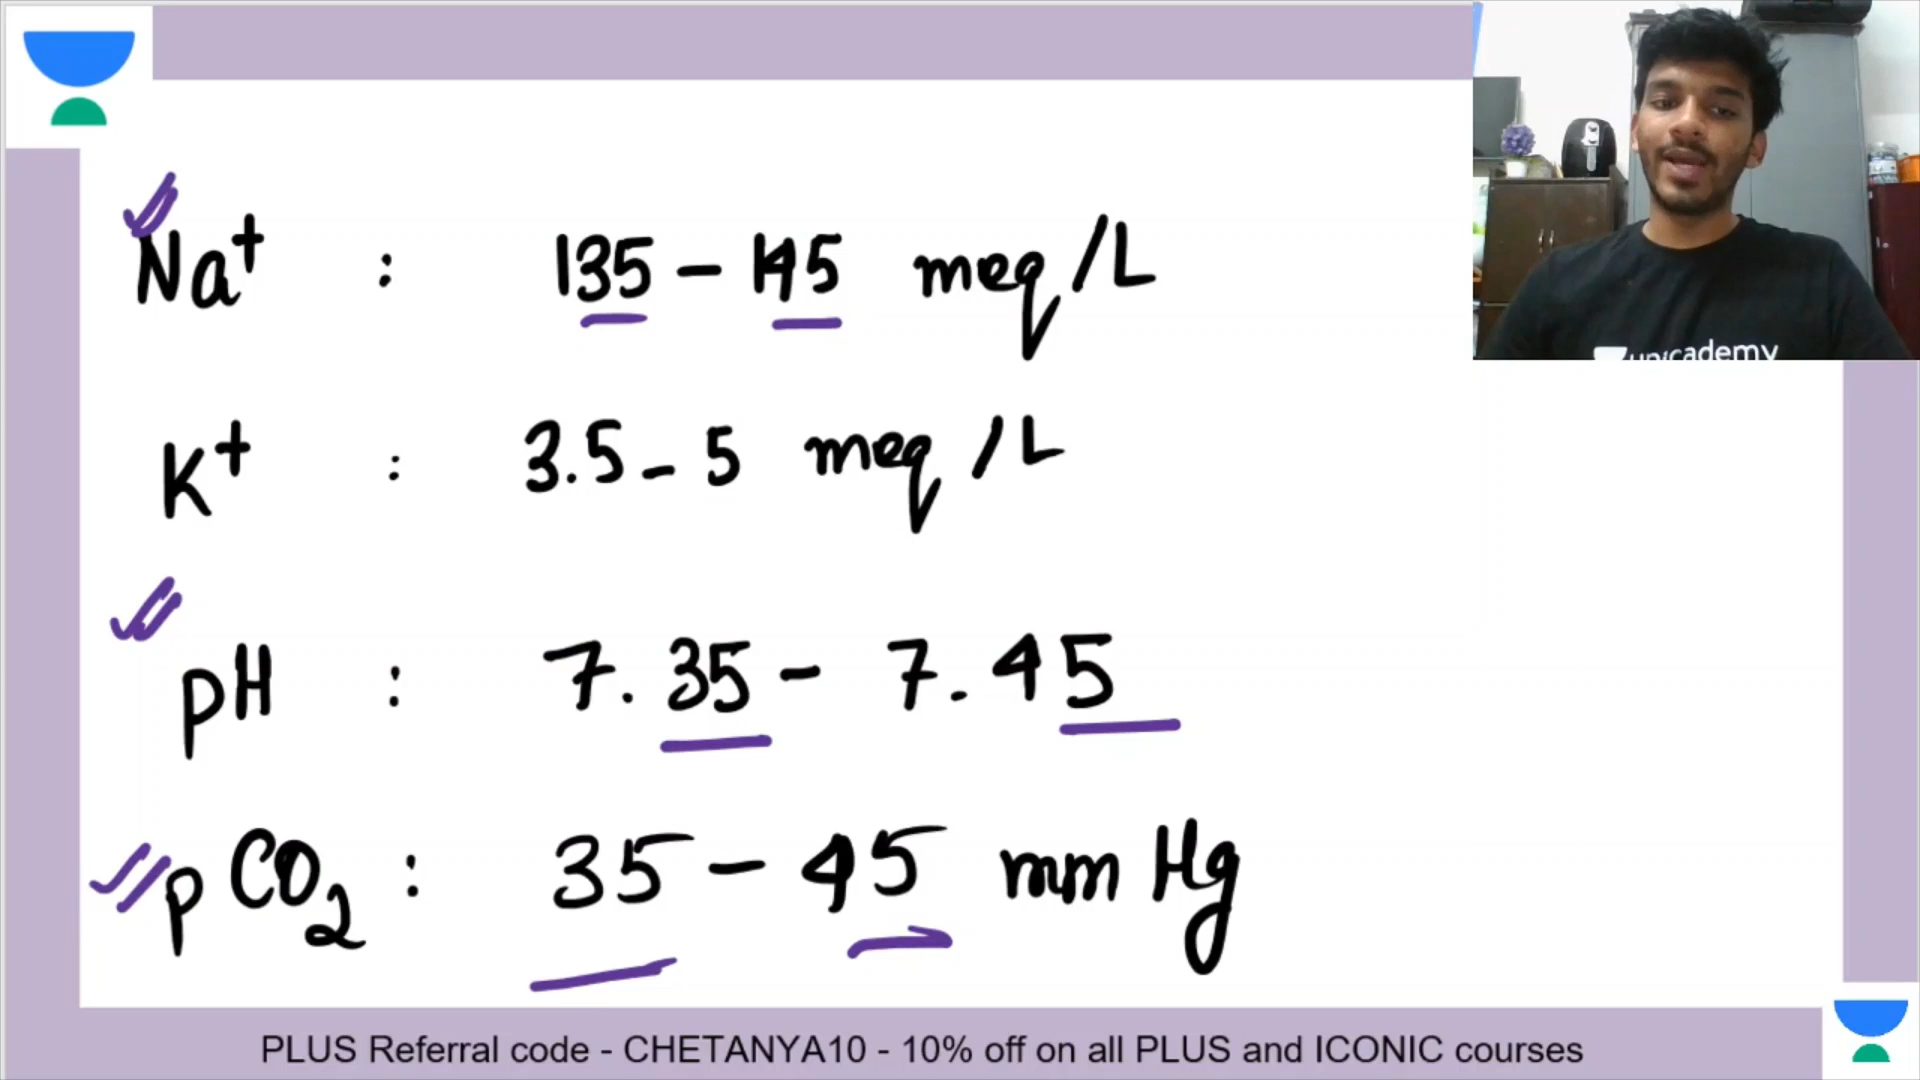 unacademy
Na+ : 135 - 145 meq/L
K+ : 3.5 - 5 meq/L
pH : 7.35 - 7.45
pCO2 : 35 - 45 mm Hg
PLUS Referral code - CHETANYA10 - 10% off on all PLUS and ICONIC courses